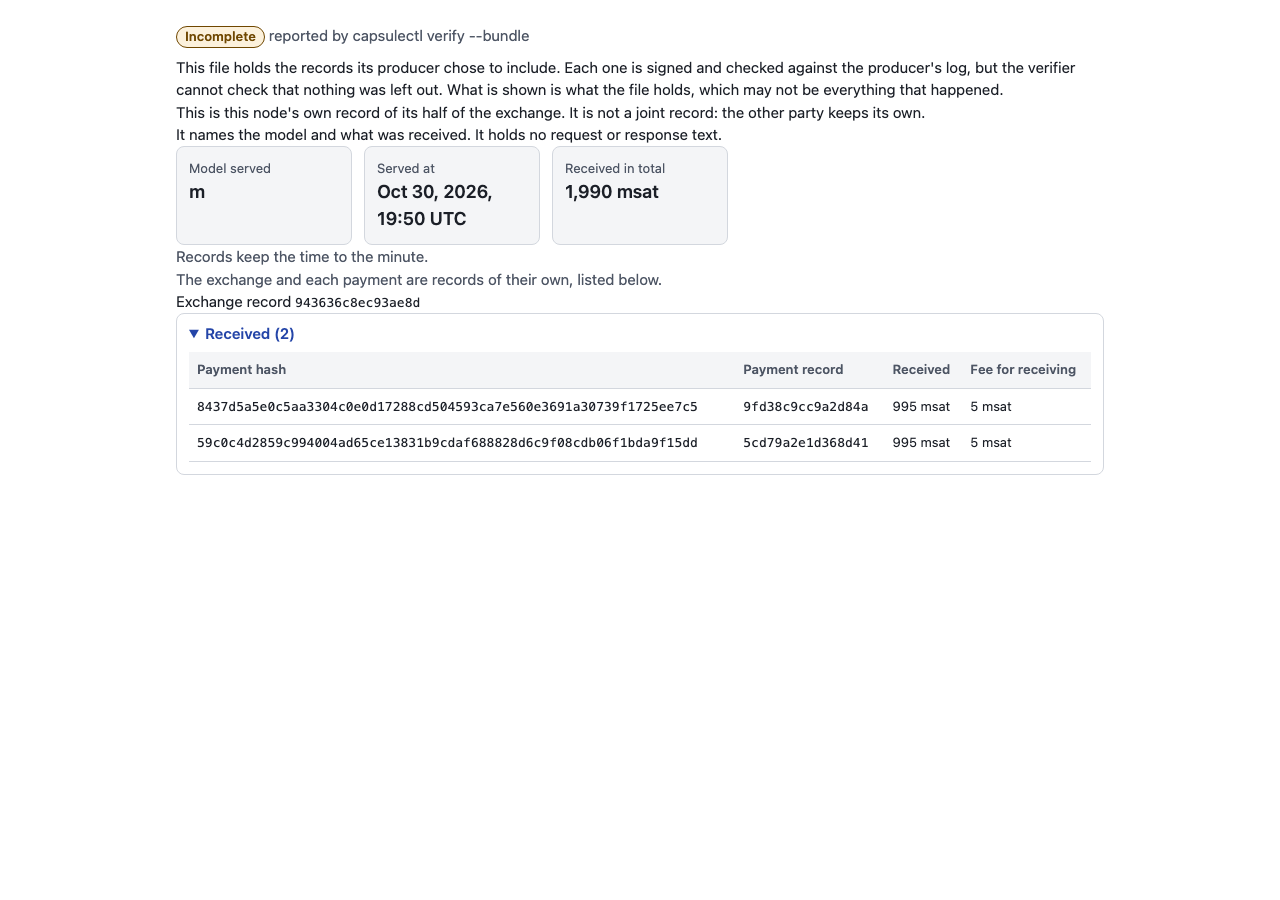 Incomplete reported by capsulectl verify --bundle
This file holds the records its producer chose to include. Each one is signed and checked against the producer's log, but the verifier
cannot check that nothing was left out. What is shown is what the file holds, which may not be everything that happened.
This is this node's own record of its half of the exchange. It is not a joint record: the other party keeps its own.
It names the model and what was received. It holds no request or response text.
Model served
m
Served at
Oct 30, 2026,
19:50 UTC
Received in total
1,990 msat
Records keep the time to the minute.
The exchange and each payment are records of their own, listed below.
Exchange record 943636c8ec93ae8d
▼ Received (2)
Payment hash Payment record Received Fee for receiving
8437d5a5e0c5aa3304c0e0d17288cd504593ca7e560e3691a30739f1725ee7c5 9fd38c9cc9a2d84a 995 msat 5 msat
59c0c4d2859c994004ad65ce13831b9cdaf688828d6c9f08cdb06f1bda9f15dd 5cd79a2e1d368d41 995 msat 5 msat